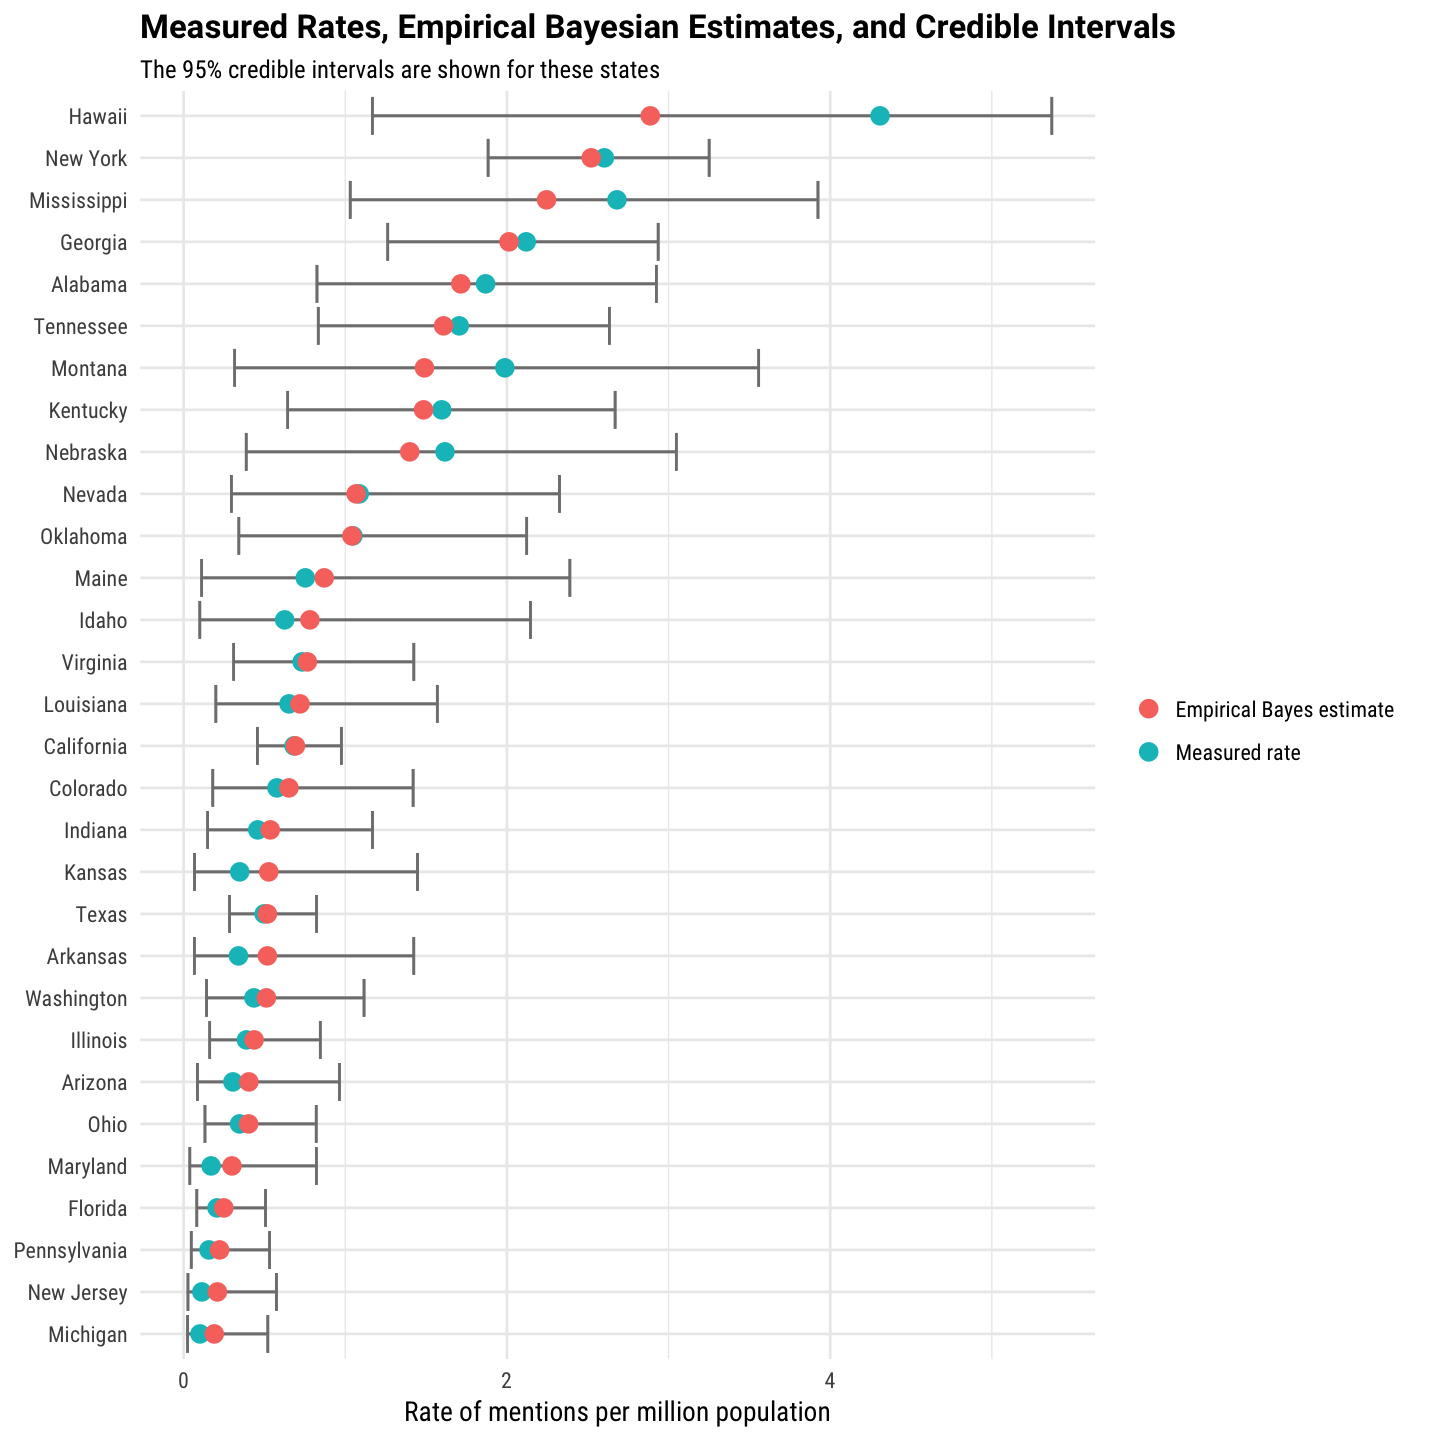 Measured Rates, Empirical Bayesian Estimates, and Credible Intervals
The 95% credible intervals are shown for these states
Hawaii
New York
Mississippi
Georgia
Alabama
Tennessee
Montana
Kentucky
Nebraska
Nevada
Oklahoma
Maine
Idaho
Virginia
Louisiana
California
Colorado
Indiana
Kansas
Texas
Arkansas
Washington
Illinois
Arizona
Ohio
Maryland
Florida
Pennsylvania
New Jersey
Michigan
0 2 4
Rate of mentions per million population
Empirical Bayes estimate
Measured rate